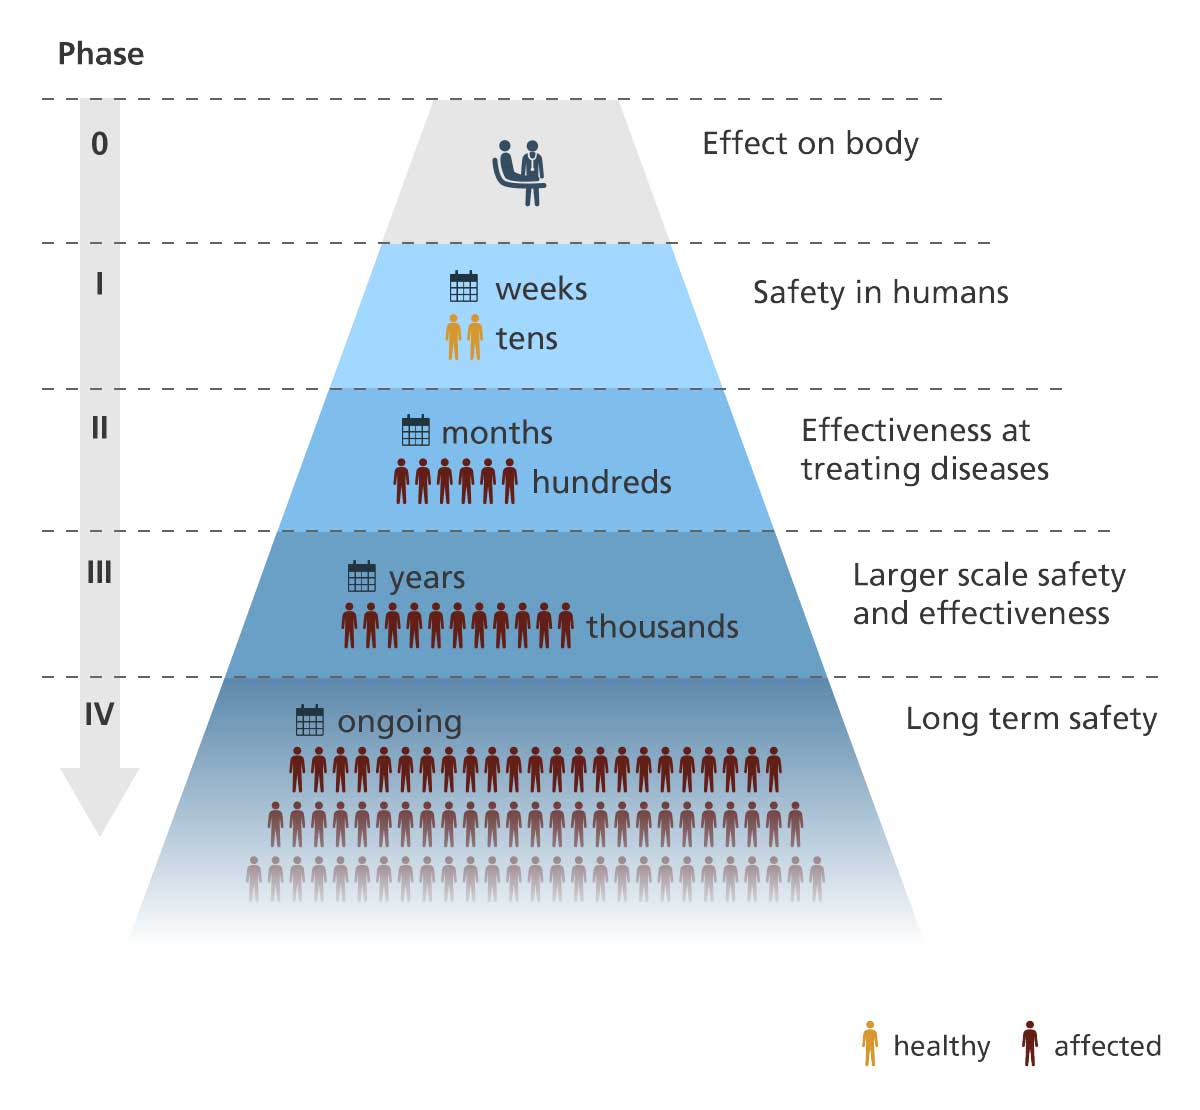 Phase
0
Effect on body
I
weeks
tens
Safety in humans
II
months
hundreds
Effectiveness at
treating diseases
III
years
thousands
Larger scale safety
and effectiveness
IV
ongoing
Long term safety
healthy
affected